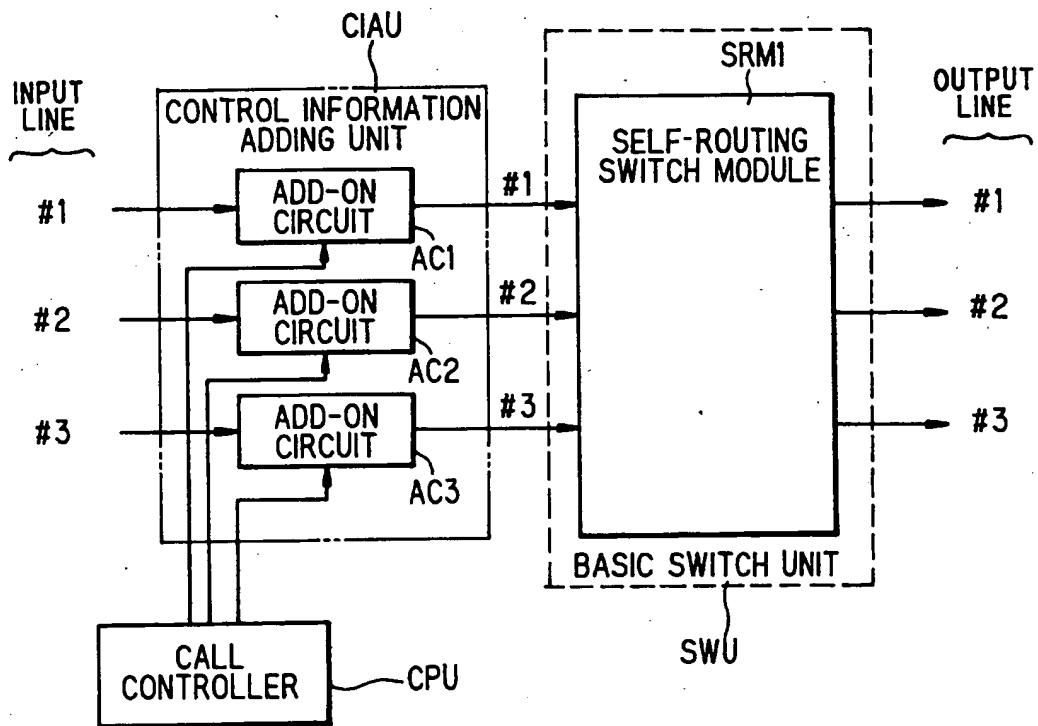 CIAU
SRM1
INPUT
LINE
OUTPUT
LINE
CONTROL INFORMATION
ADDING UNIT
SELF-ROUTING
SWITCH MODULE
#1
ADD-ON
CIRCUIT
AC1
#1
#1
#2
ADD-ON
CIRCUIT
AC2
#2
#2
#3
ADD-ON
CIRCUIT
AC3
#3
#3
BASIC SWITCH UNIT
SWU
CALL
CONTROLLER
CPU